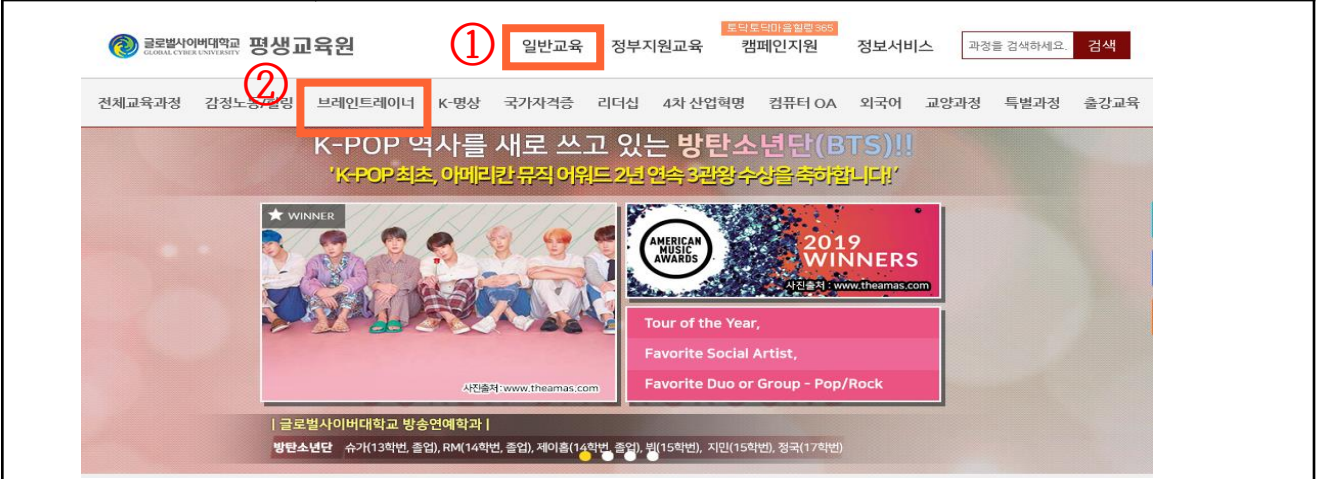 토닥토닥마음힐링365
글로벌사이버대학교 평생교육원
GLOBAL CYBER UNIVERSITY
① 일반교육 정부지원교육 캠페인지원 정보서비스 과정을 검색하세요. 검색
②
전체교육과정 감정노동/힐링 브레인트레이너 K-명상 국가자격증 리더십 4차 산업혁명 컴퓨터 OA 외국어 교양과정 특별과정 출강교육
K-POP 역사를 새로 쓰고 있는 방탄소년단(BTS)!!
'K-POP 최초, 아메리칸 뮤직 어워드 2년 연속 3관왕 수상을 축하합니다!'
★ WINNER
AMERICAN
MUSIC
AWARDS
2019
WINNERS
사진출처 : www.theamas.com
Tour of the Year,
Favorite Social Artist,
Favorite Duo or Group - Pop/Rock
사진출처:www.theamas.com
| 글로벌사이버대학교 방송연예학과 |
방탄소년단 슈가(13학번, 졸업), RM(14학번, 졸업), 제이홉(14학번, 졸업), 뷔(15학번), 지민(15학번), 정국(17학번)